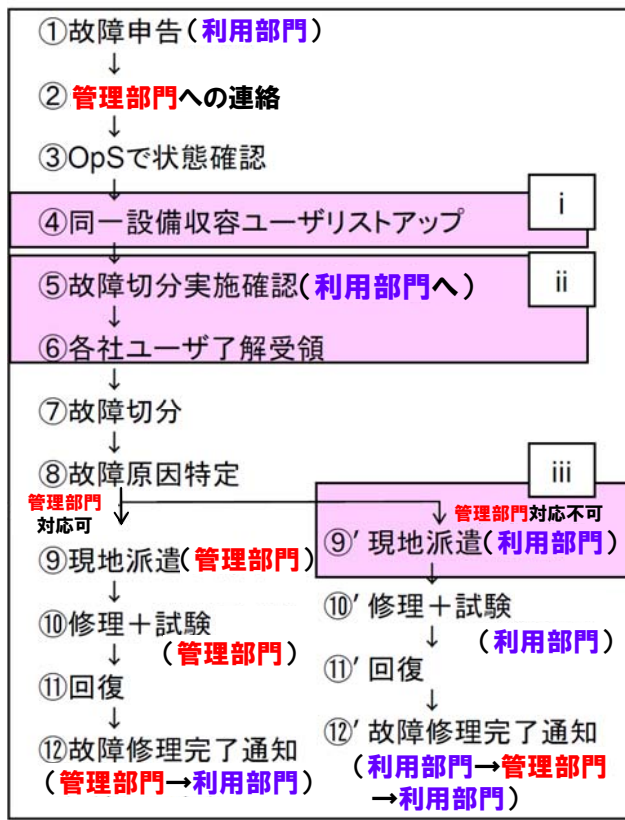 ①故障申告(利用部門)
↓
②管理部門への連絡
↓
③OpSで状態確認
↓
i
④同一設備収容ユーザリストアップ
↓
ii
⑤故障切分実施確認(利用部門へ)
↓
⑥各社ユーザ了解受領
↓
⑦故障切分
↓
⑧故障原因特定
iii
管理部門
対応可
↓
⑨現地派遣(管理部門)
↓
⑩修理+試験
(管理部門)
↓
⑪回復
↓
⑫故障修理完了通知
(管理部門→利用部門)
管理部門対応不可
↓
⑨’現地派遣(利用部門)
↓
⑩’修理+試験
(利用部門)
↓
⑪’回復
↓
⑫’故障修理完了通知
(利用部門→管理部門
→利用部門)